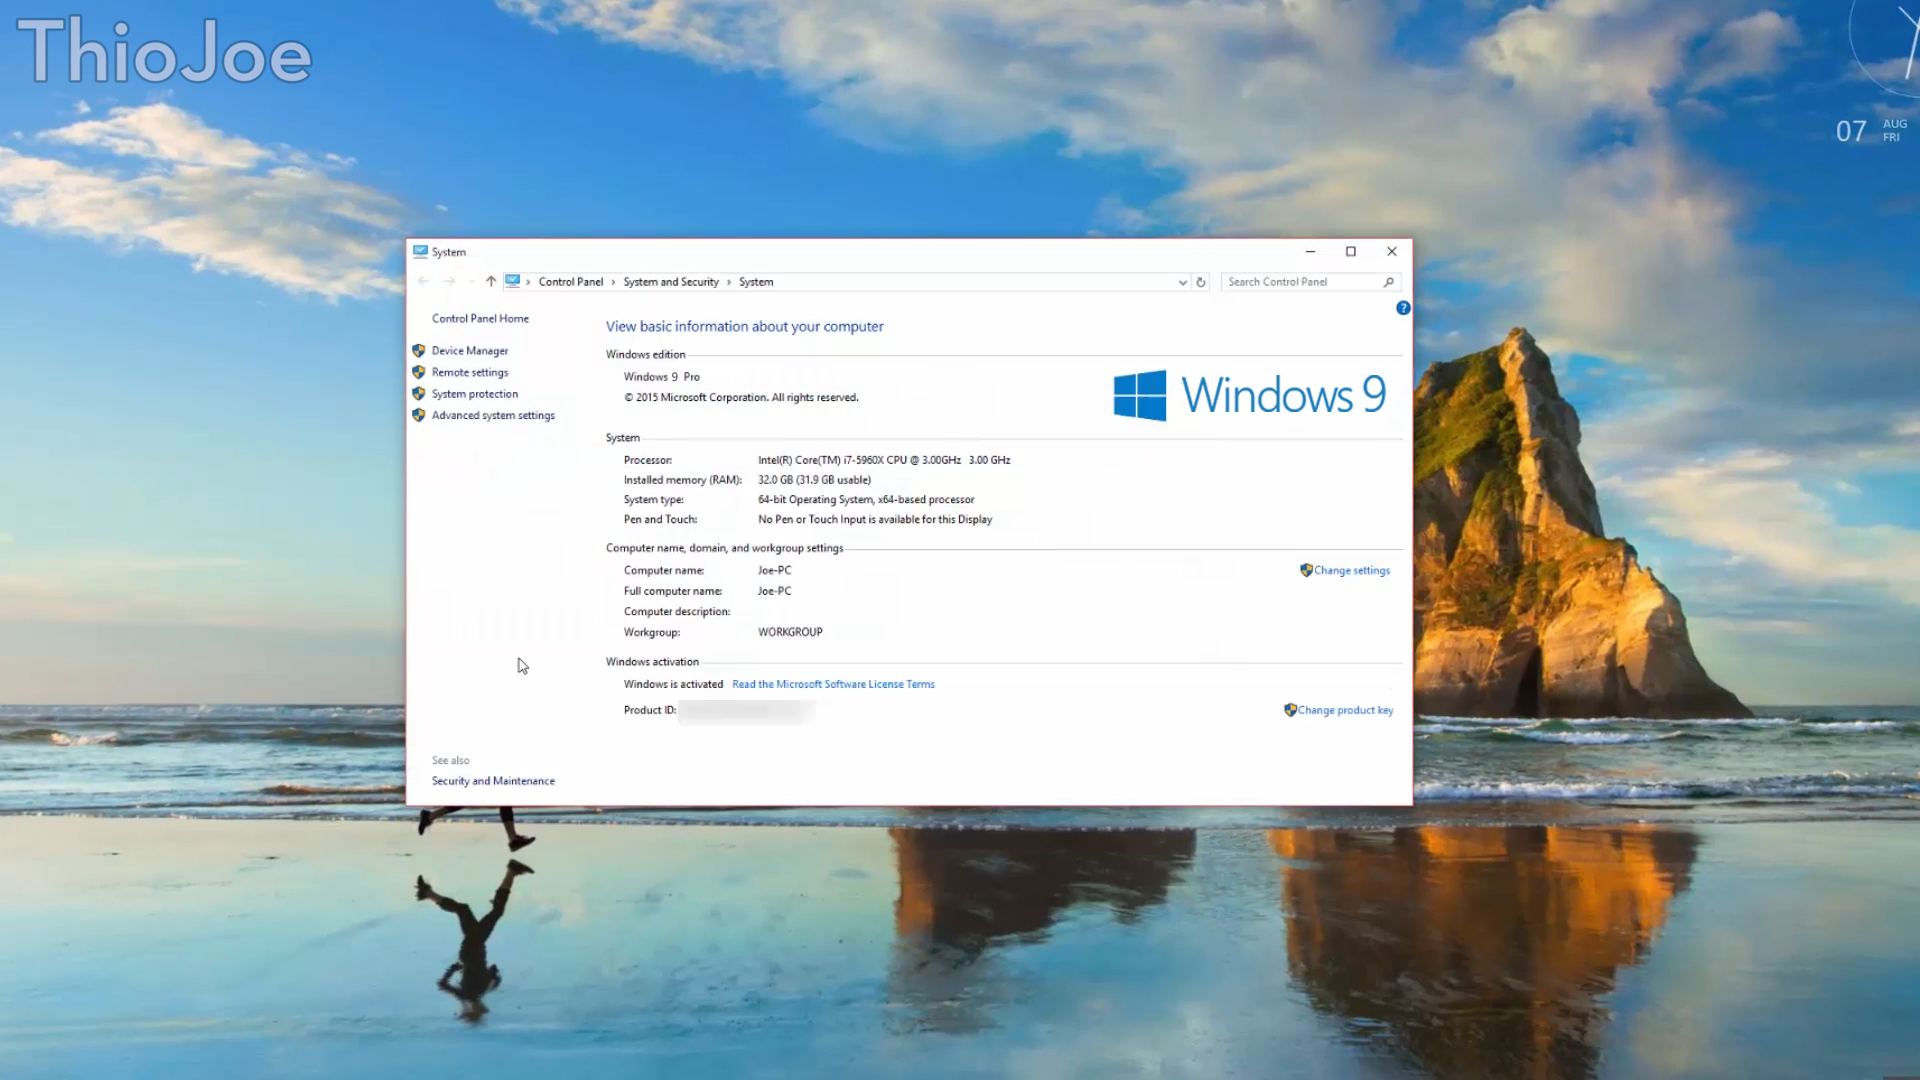 ThioJoe
07 AUG
FRI
System
Control Panel › System and Security › System
Search Control Panel
?
Control Panel Home
Device Manager
Remote settings
System protection
Advanced system settings
See also
Security and Maintenance
View basic information about your computer
Windows edition
Windows 9 Pro
© 2015 Microsoft Corporation. All rights reserved.
Windows 9
System
Processor: Intel(R) Core(TM) i7-5960X CPU @ 3.00GHz 3.00 GHz
Installed memory (RAM): 32.0 GB (31.9 GB usable)
System type: 64-bit Operating System, x64-based processor
Pen and Touch: No Pen or Touch Input is available for this Display
Computer name, domain, and workgroup settings
Computer name: Joe-PC
Change settings
Full computer name: Joe-PC
Computer description:
Workgroup: WORKGROUP
Windows activation
Windows is activated Read the Microsoft Software License Terms
Product ID:
Change product key